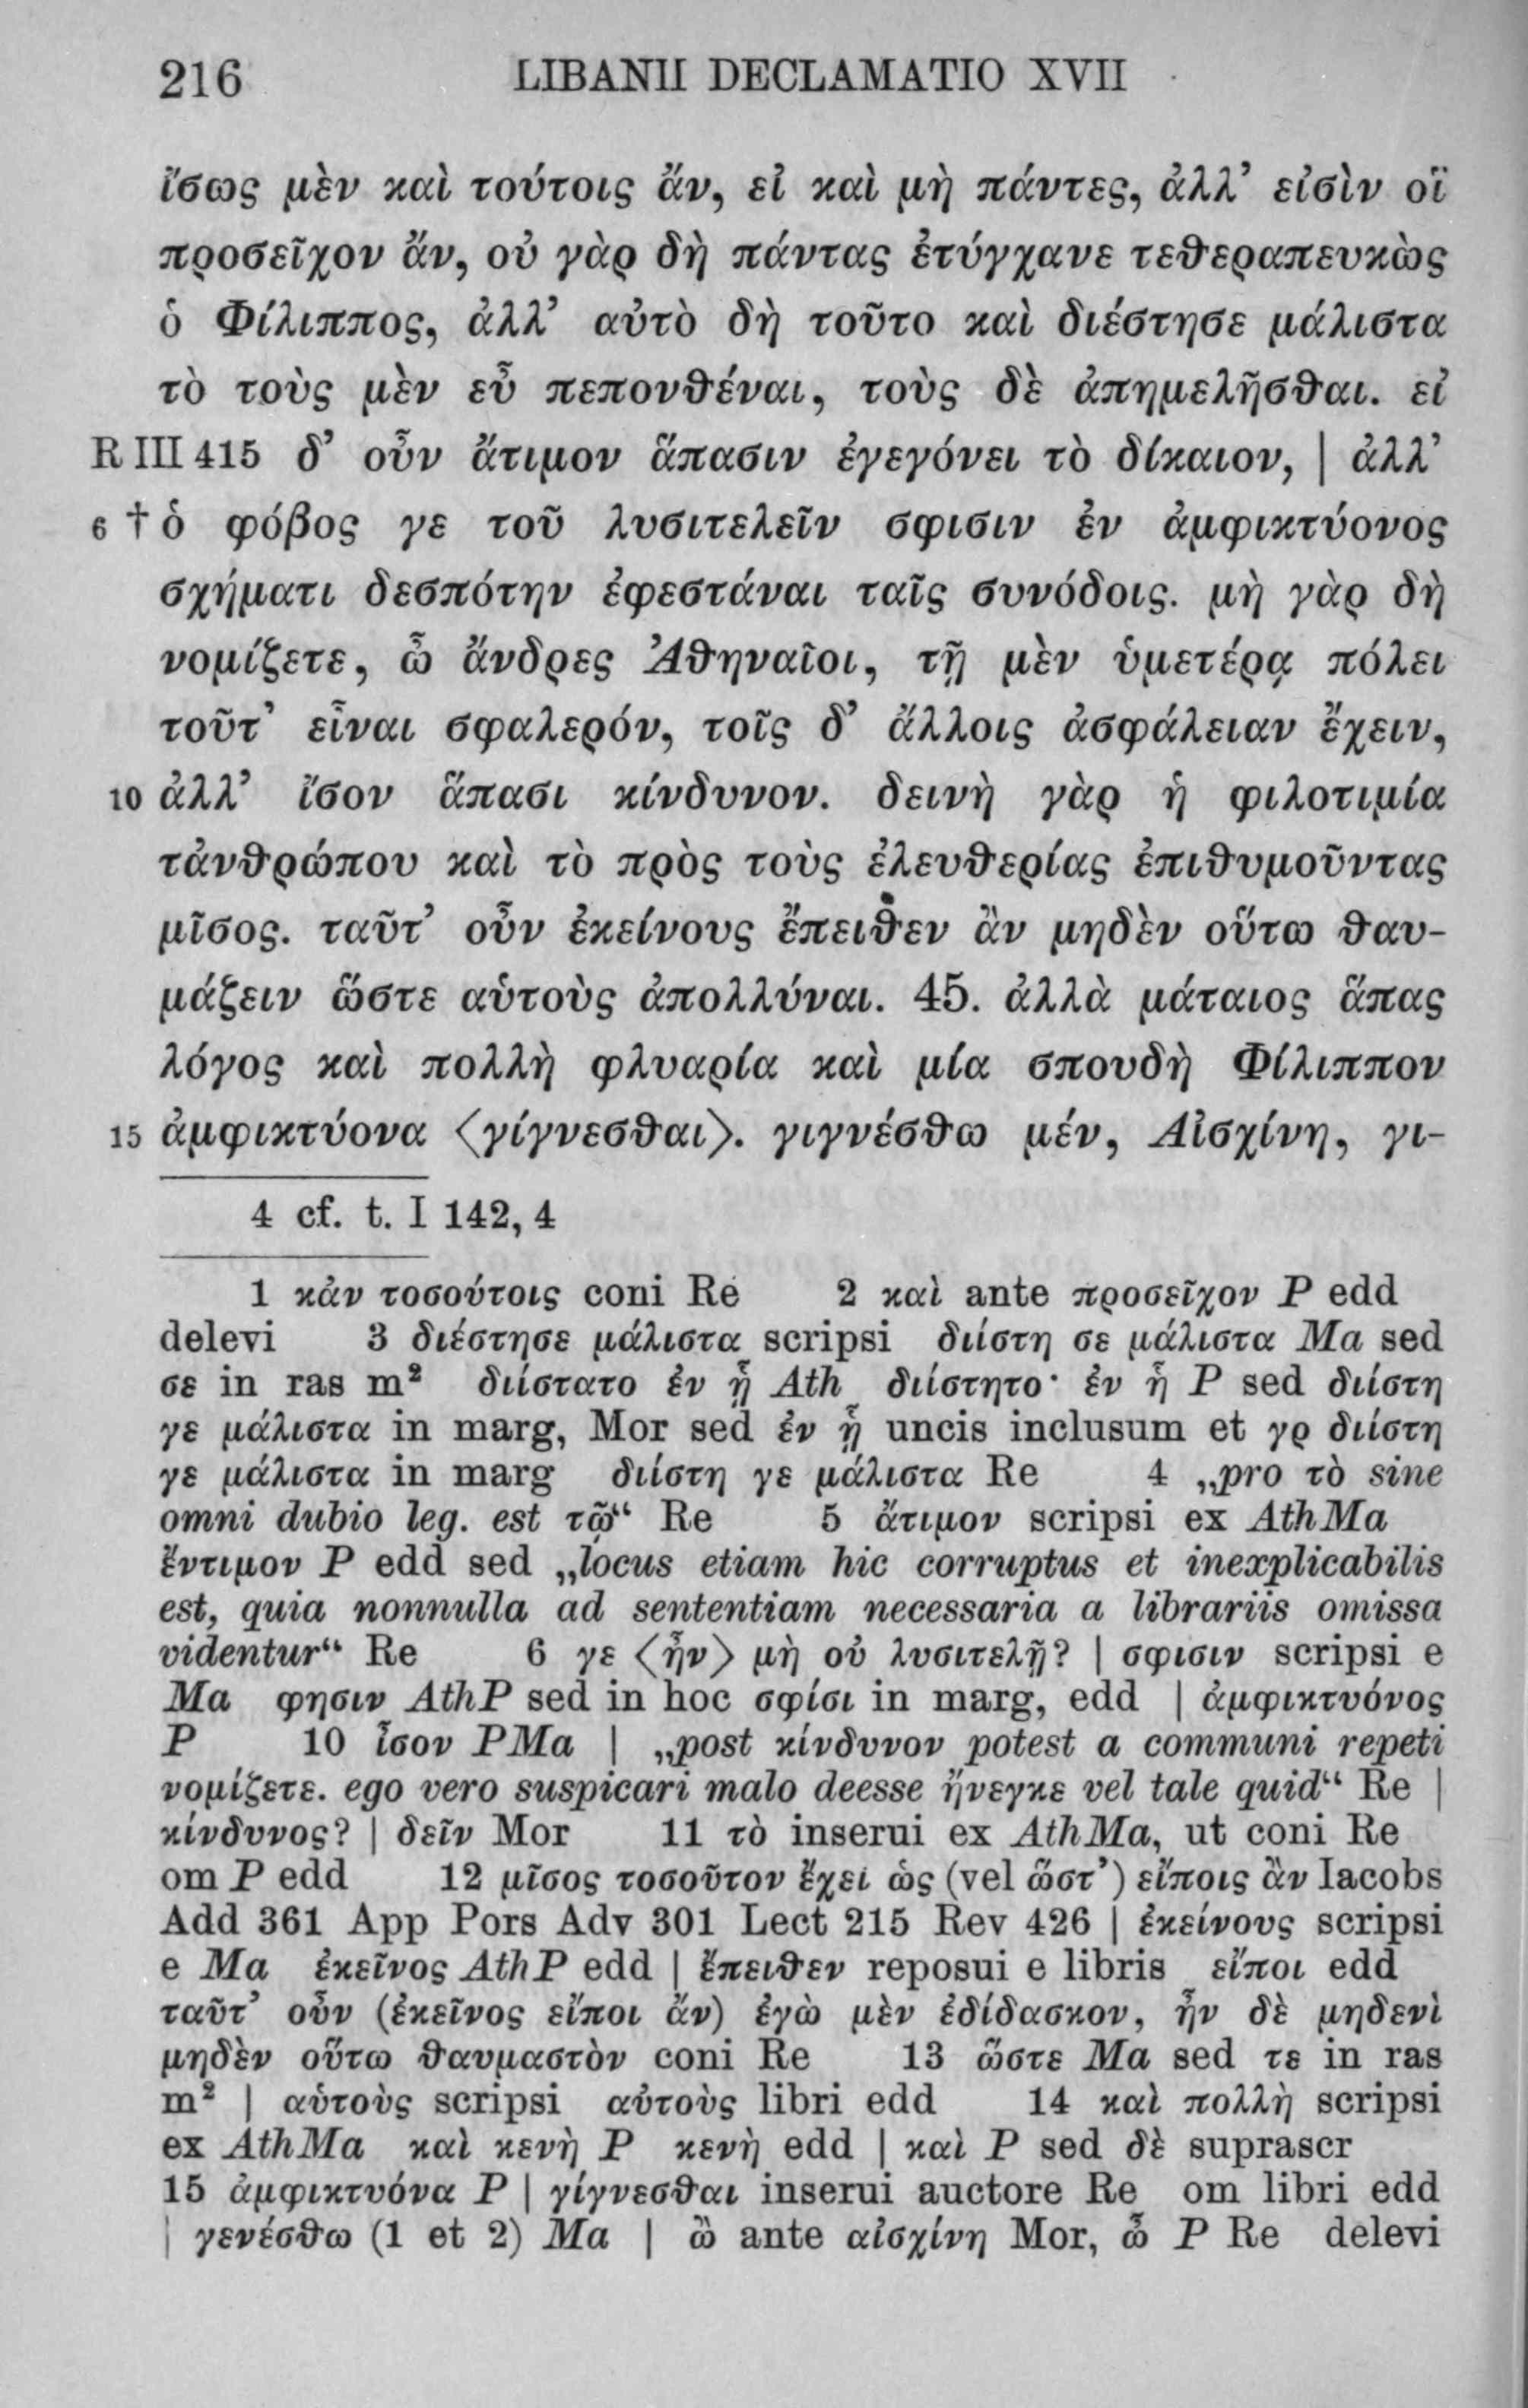 216 LIBANII DECLAMATIO XVII
ἴσως μὲν καὶ τούτοις ἄν, εἰ καὶ μὴ πάντες, ἀλλ’ εἰσὶν οἳ
προσεῖχον ἄν, οὐ γὰρ δὴ πάντας ἐτύγχανε τεθεραπευκὼς
ὁ Φίλιππος, ἀλλ’ αὐτὸ δὴ τοῦτο καὶ διέστησε μάλιστα
τὸ τοὺς μὲν εὖ πεπονθέναι, τοὺς δὲ ἀπημελῆσθαι. εἰ
R III 415 δ’ οὖν ἄτιμον ἅπασιν ἐγεγόνει τὸ δίκαιον, | ἀλλ’
6 † ὁ φόβος γε τοῦ λυσιτελεῖν σφισιν ἐν ἀμφικτύονος
σχήματι δεσπότην ἐφεστάναι ταῖς συνόδοις. μὴ γὰρ δὴ
νομίζετε, ὦ ἄνδρες Ἀθηναῖοι, τῇ μὲν ὑμετέρᾳ πόλει
τοῦτ’ εἶναι σφαλερόν, τοῖς δ’ ἄλλοις ἀσφάλειαν ἔχειν,
10 ἀλλ’ ἴσον ἅπασι κίνδυνον. δεινὴ γὰρ ἡ φιλοτιμία
τἀνθρώπου καὶ τὸ πρὸς τοὺς ἐλευθερίας ἐπιθυμοῦντας
μῖσος. ταῦτ’ οὖν ἐκείνους ἔπειθεν ἂν μηδὲν οὕτω θαυ-
μάζειν ὥστε αὑτοὺς ἀπολλύναι. 45. ἀλλὰ μάταιος ἅπας
λόγος καὶ πολλὴ φλυαρία καὶ μία σπουδὴ Φίλιππον
15 ἀμφικτύονα ⟨γίγνεσθαι⟩. γιγνέσθω μέν, Αἰσχίνη, γι-
4 cf. t. I 142, 4
1 κἀν τοσούτοις coni Re 2 καὶ ante προσεῖχον P edd
delevi 3 διέστησε μάλιστα scripsi διίστη σε μάλιστα Ma sed
σε in ras m² διίστατο ἐν ᾗ Ath διίστητο· ἐν ἧ P sed διίστη
γε μάλιστα in marg, Mor sed ἐν ᾗ uncis inclusum et γρ διίστη
γε μάλιστα in marg διίστη γε μάλιστα Re 4 „pro τὸ sine
omni dubio leg. est τῷ“ Re 5 ἄτιμον scripsi ex AthMa
ἔντιμον P edd sed „locus etiam hic corruptus et inexplicabilis
est, quia nonnulla ad sententiam necessaria a librariis omissa
videntur“ Re 6 γε ⟨ἦν⟩ μὴ οὐ λυσιτελῇ? | σφισιν scripsi e
Ma φησιν AthP sed in hoc σφίσι in marg, edd | ἀμφικτυόνος
P 10 ἶσον PMa | „post κίνδυνον potest a communi repeti
νομίζετε. ego vero suspicari malo deesse ἤνεγκε vel tale quid“ Re |
κίνδυνος? | δεῖν Mor 11 τὸ inserui ex AthMa, ut coni Re
om P edd 12 μῖσος τοσοῦτον ἔχει ὡς (vel ὥστ’) εἴποις ἂν Iacobs
Add 361 App Pors Adv 301 Lect 215 Rev 426 | ἐκείνους scripsi
e Ma ἐκεῖνος AthP edd | ἔπειθεν reposui e libris εἴποι edd
ταῦτ’ οὖν (ἐκεῖνος εἴποι ἄν) ἐγὼ μὲν ἐδίδασκον, ἦν δὲ μηδενὶ
μηδὲν οὕτω θαυμαστὸν coni Re 13 ὥστε Ma sed τε in ras
m² | αὑτοὺς scripsi αὐτοὺς libri edd 14 καὶ πολλὴ scripsi
ex AthMa καὶ κενὴ P κενὴ edd | καὶ P sed δὲ suprascr
15 ἀμφικτυόνα P | γίγνεσθαι inserui auctore Re om libri edd
| γενέσθω (1 et 2) Ma | ὢ ante αἰσχίνη Mor, ὦ P Re delevi